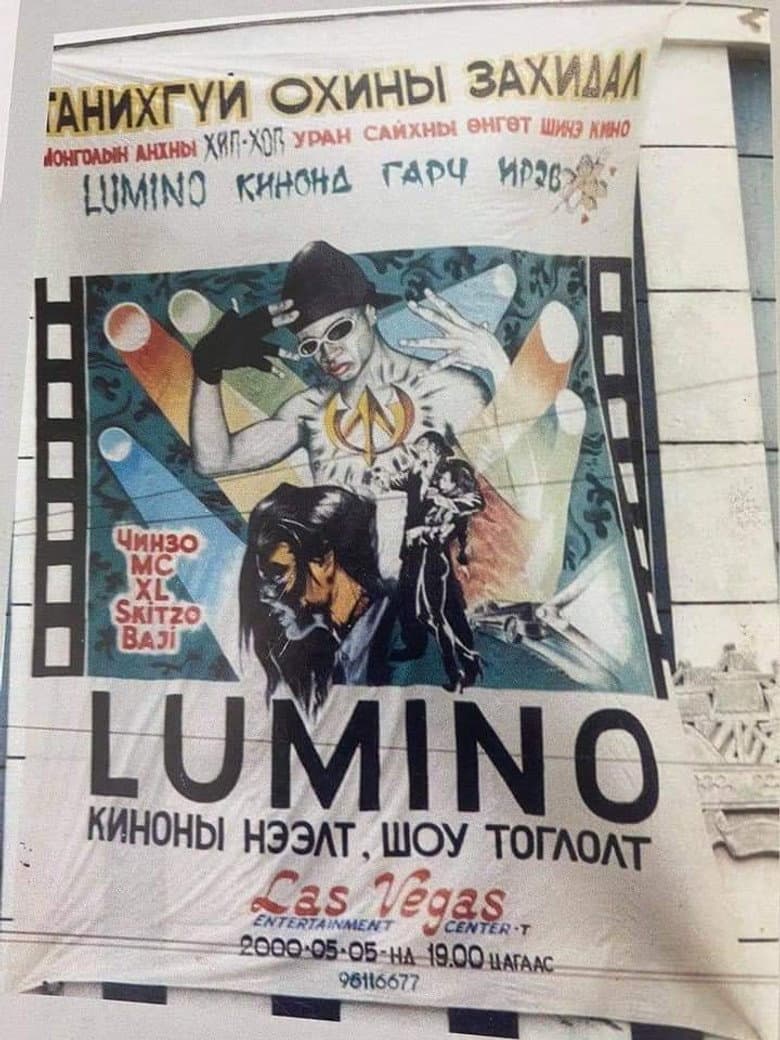 ТАНИХГҮЙ ОХИНЫ ЗАХИДАЛ
МОНГОЛЫН АНХНЫ ХИП-ХОП УРАН САЙХНЫ ӨНГӨТ ШИНЭ КИНО
LUMINO КИНОНД ГАРЧ ИРЭВ
ЧИНЗО
MC
XL
SKITZO
BAJI
LUMINO
КИНОНЫ НЭЭЛТ, ШОУ ТОГЛОЛТ
Las Vegas
ENTERTAINMENT CENTER-T
2000·05·05-НД 19.00 ЦАГААС
96116677